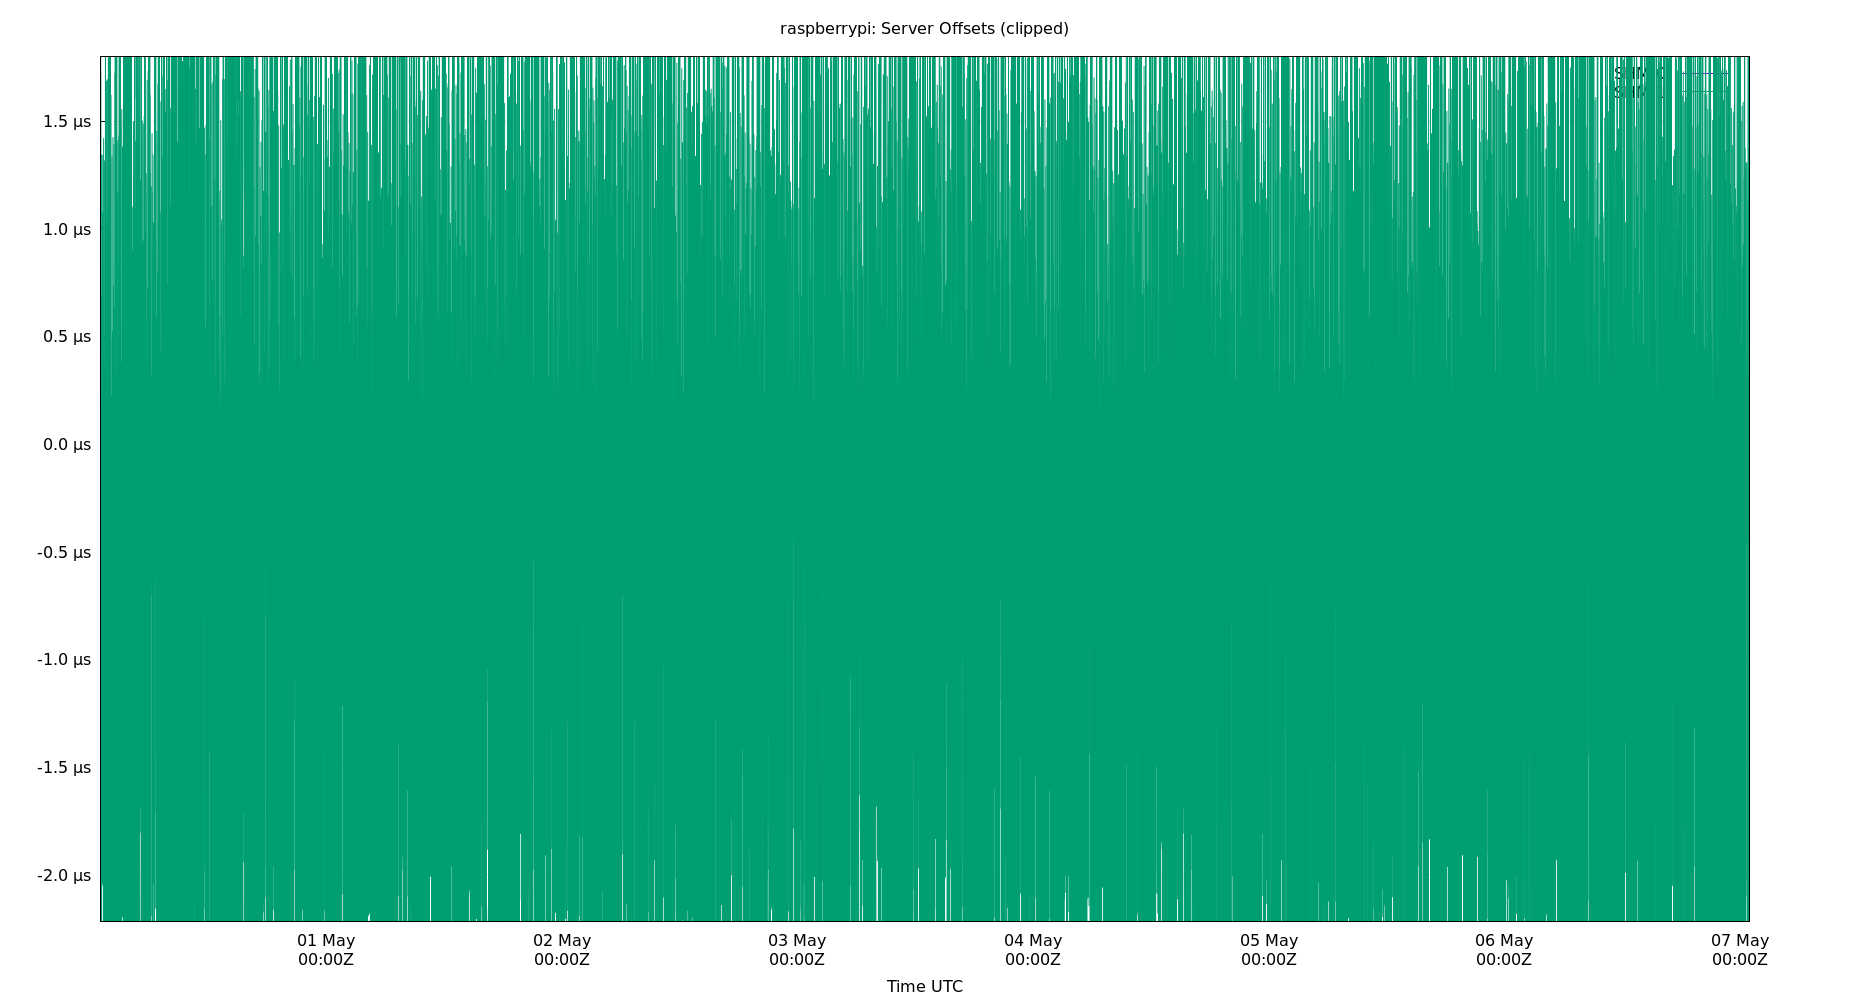 raspberrypi: Server Offsets (clipped)
1.5 µs
1.0 µs
0.5 µs
0.0 µs
-0.5 µs
-1.0 µs
-1.5 µs
-2.0 µs
01 May
00:00Z
02 May
00:00Z
03 May
00:00Z
04 May
00:00Z
05 May
00:00Z
06 May
00:00Z
07 May
00:00Z
Time UTC